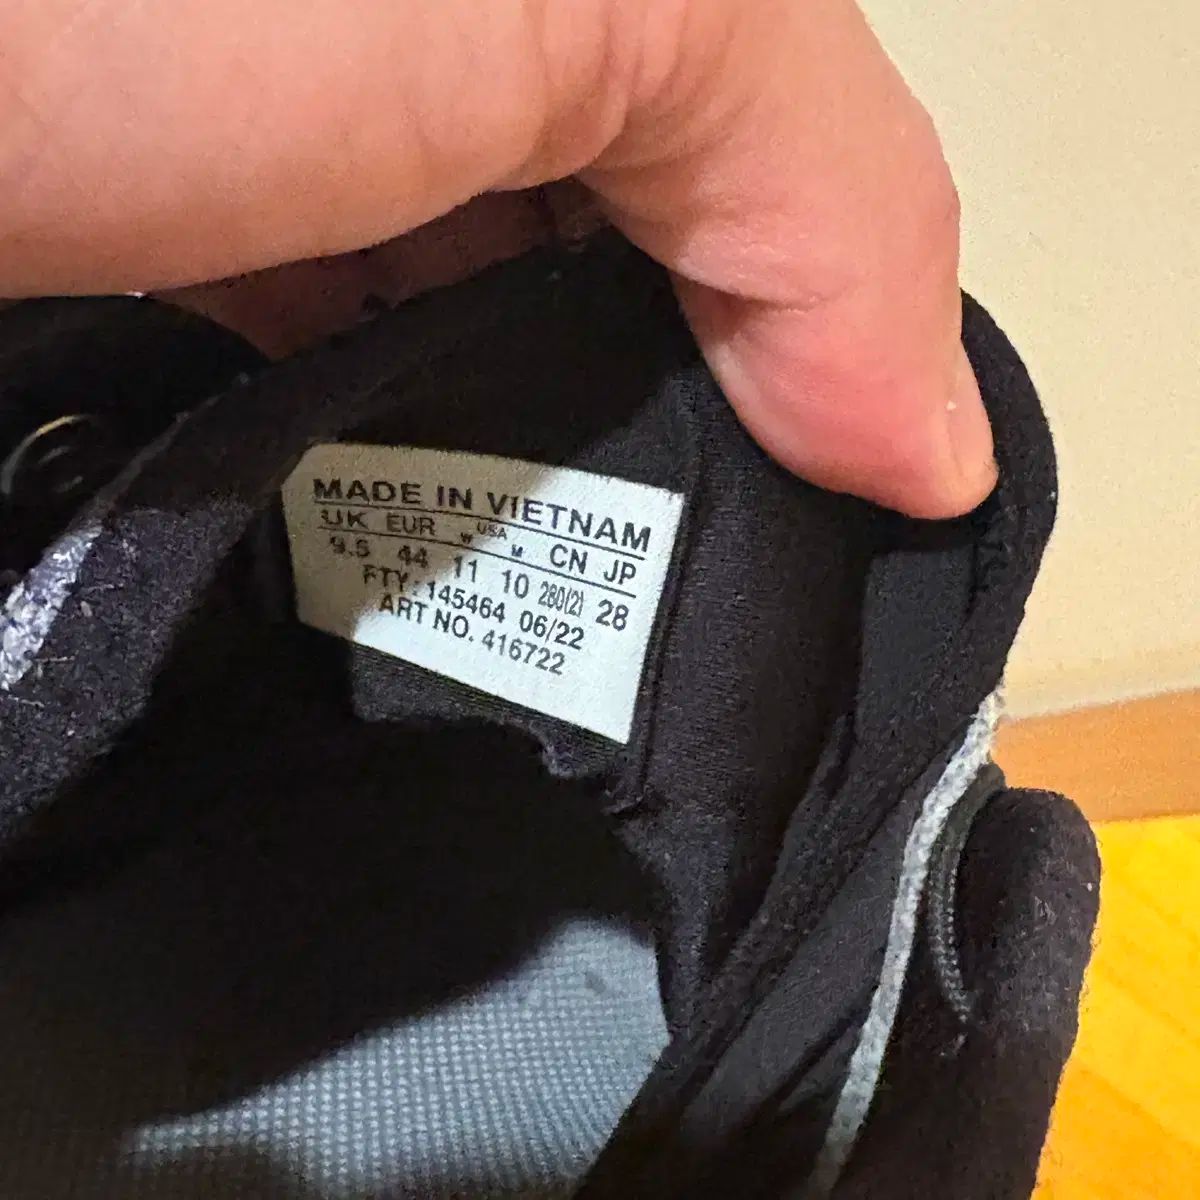 MADE IN VIETNAM
UK EUR USA CN JP
W M
9.5 44 11 10 280(2) 28
FTY: 145464 06/22
ART NO. 416722